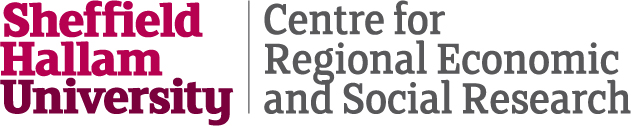 Sheffield
Hallam
University
Centre for
Regional Economic
and Social Research